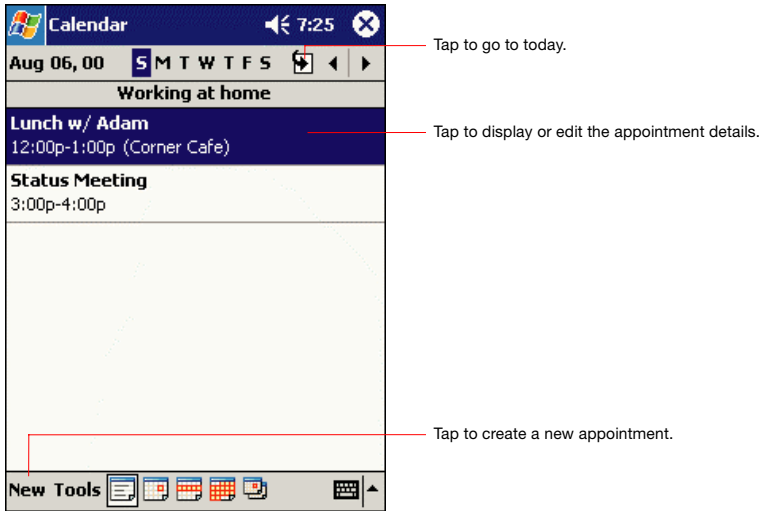 Calendar 7:25
Tap to go to today.
Aug 06, 00 S M T W T F S
Working at home
Lunch w/ Adam
12:00p-1:00p (Corner Cafe)
Tap to display or edit the appointment details.
Status Meeting
3:00p-4:00p
Tap to create a new appointment.
New Tools